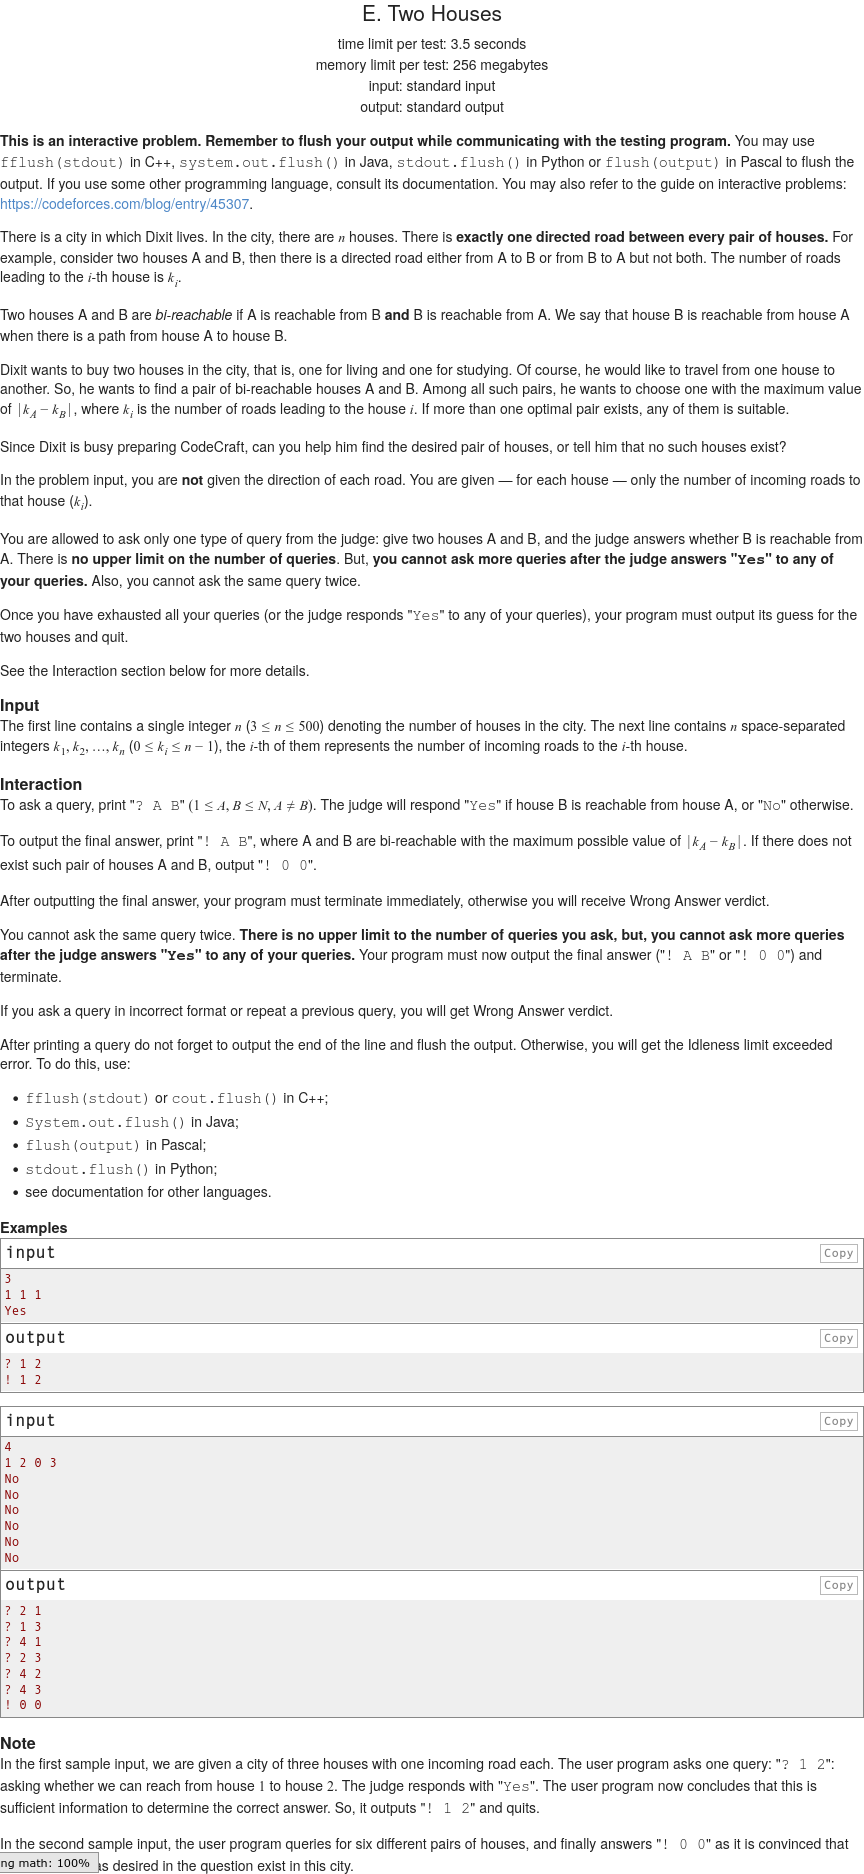 E. Two Houses
time limit per test: 3.5 seconds
memory limit per test: 256 megabytes
input: standard input
output: standard output
This is an interactive problem. Remember to flush your output while communicating with the testing program. You may use
fflush(stdout) in C++, system.out.flush() in Java, stdout.flush() in Python or flush(output) in Pascal to flush the
output. If you use some other programming language, consult its documentation. You may also refer to the guide on interactive problems:
https://codeforces.com/blog/entry/45307.
There is a city in which Dixit lives. In the city, there are n houses. There is exactly one directed road between every pair of houses. For
example, consider two houses A and B, then there is a directed road either from A to B or from B to A but not both. The number of roads
leading to the i-th house is k_i.
Two houses A and B are bi-reachable if A is reachable from B and B is reachable from A. We say that house B is reachable from house A
when there is a path from house A to house B.
Dixit wants to buy two houses in the city, that is, one for living and one for studying. Of course, he would like to travel from one house to
another. So, he wants to find a pair of bi-reachable houses A and B. Among all such pairs, he wants to choose one with the maximum value
of |k_A − k_B|, where k_i is the number of roads leading to the house i. If more than one optimal pair exists, any of them is suitable.
Since Dixit is busy preparing CodeCraft, can you help him find the desired pair of houses, or tell him that no such houses exist?
In the problem input, you are not given the direction of each road. You are given — for each house — only the number of incoming roads to
that house (k_i).
You are allowed to ask only one type of query from the judge: give two houses A and B, and the judge answers whether B is reachable from
A. There is no upper limit on the number of queries. But, you cannot ask more queries after the judge answers "Yes" to any of
your queries. Also, you cannot ask the same query twice.
Once you have exhausted all your queries (or the judge responds "Yes" to any of your queries), your program must output its guess for the
two houses and quit.
See the Interaction section below for more details.
Input
The first line contains a single integer n (3 ≤ n ≤ 500) denoting the number of houses in the city. The next line contains n space-separated
integers k_1, k_2, …, k_n (0 ≤ k_i ≤ n − 1), the i-th of them represents the number of incoming roads to the i-th house.
Interaction
To ask a query, print "? A B" (1 ≤ A, B ≤ N, A ≠ B). The judge will respond "Yes" if house B is reachable from house A, or "No" otherwise.
To output the final answer, print "! A B", where A and B are bi-reachable with the maximum possible value of |k_A − k_B|. If there does not
exist such pair of houses A and B, output "! 0 0".
After outputting the final answer, your program must terminate immediately, otherwise you will receive Wrong Answer verdict.
You cannot ask the same query twice. There is no upper limit to the number of queries you ask, but, you cannot ask more queries
after the judge answers "Yes" to any of your queries. Your program must now output the final answer ("! A B" or "! 0 0") and
terminate.
If you ask a query in incorrect format or repeat a previous query, you will get Wrong Answer verdict.
After printing a query do not forget to output the end of the line and flush the output. Otherwise, you will get the Idleness limit exceeded
error. To do this, use:
• fflush(stdout) or cout.flush() in C++;
• System.out.flush() in Java;
• flush(output) in Pascal;
• stdout.flush() in Python;
• see documentation for other languages.
Examples
input Copy
3
1 1 1
Yes
output Copy
? 1 2
! 1 2
input Copy
4
1 2 0 3
No
No
No
No
No
No
output Copy
? 2 1
? 1 3
? 4 1
? 2 3
? 4 2
? 4 3
! 0 0
Note
In the first sample input, we are given a city of three houses with one incoming road each. The user program asks one query: "? 1 2":
asking whether we can reach from house 1 to house 2. The judge responds with "Yes". The user program now concludes that this is
sufficient information to determine the correct answer. So, it outputs "! 1 2" and quits.
In the second sample input, the user program queries for six different pairs of houses, and finally answers "! 0 0" as it is convinced that
ng math: 100% as desired in the question exist in this city.